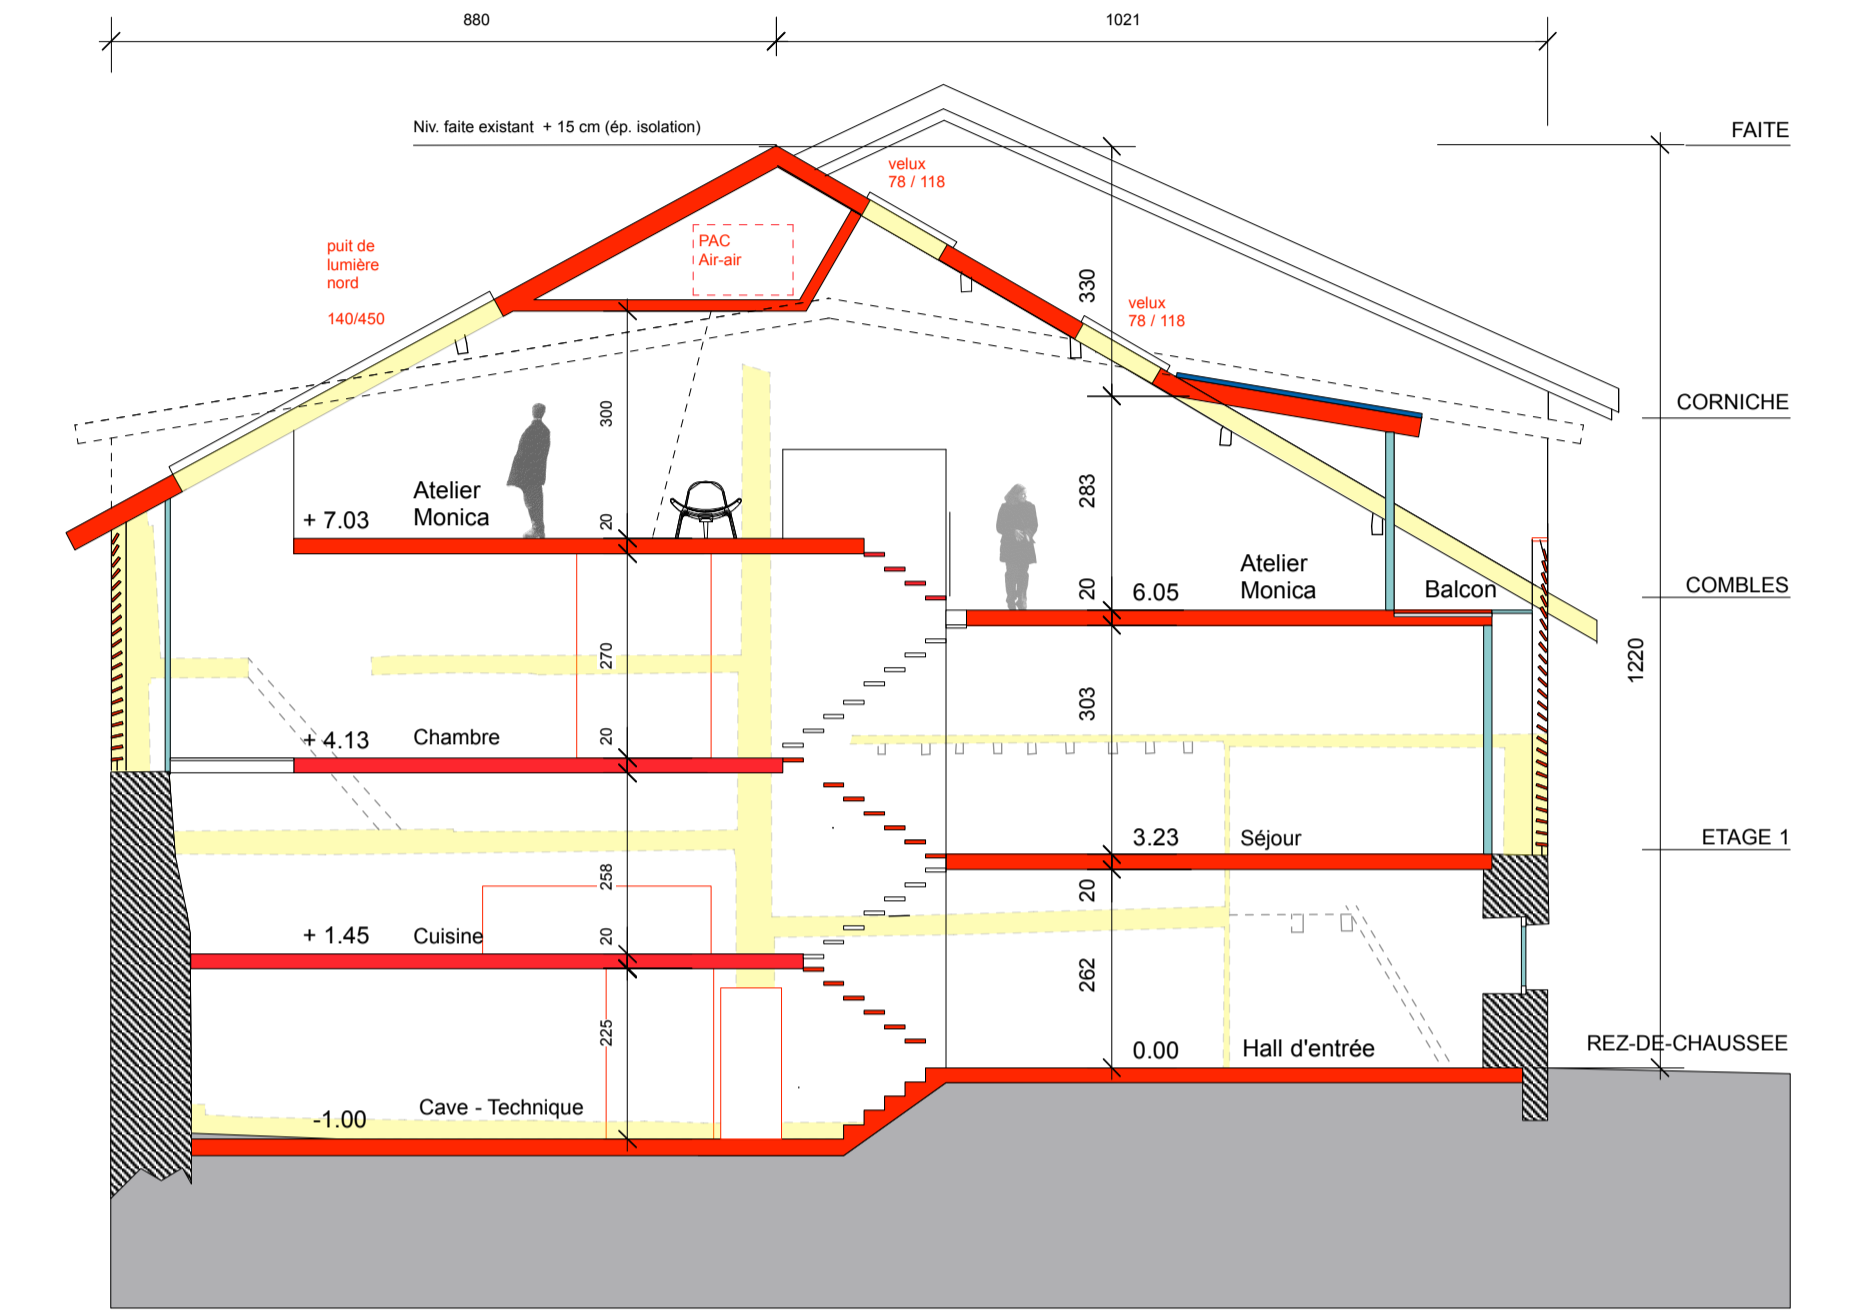 880
1021
Niv. faite existant + 15 cm (ép. isolation)
FAITE
velux
78 / 118
puit de
lumière
nord
140/450
PAC
Air-air
330
velux
78 / 118
CORNICHE
300
283
Atelier
Monica
+ 7.03
20
Atelier
Monica
20
6.05
Balcon
COMBLES
270
1220
303
+ 4.13
Chambre
20
3.23
Séjour
ETAGE 1
258
20
+ 1.45
Cuisine
20
262
225
0.00
Hall d'entrée
REZ-DE-CHAUSSEE
-1.00
Cave - Technique